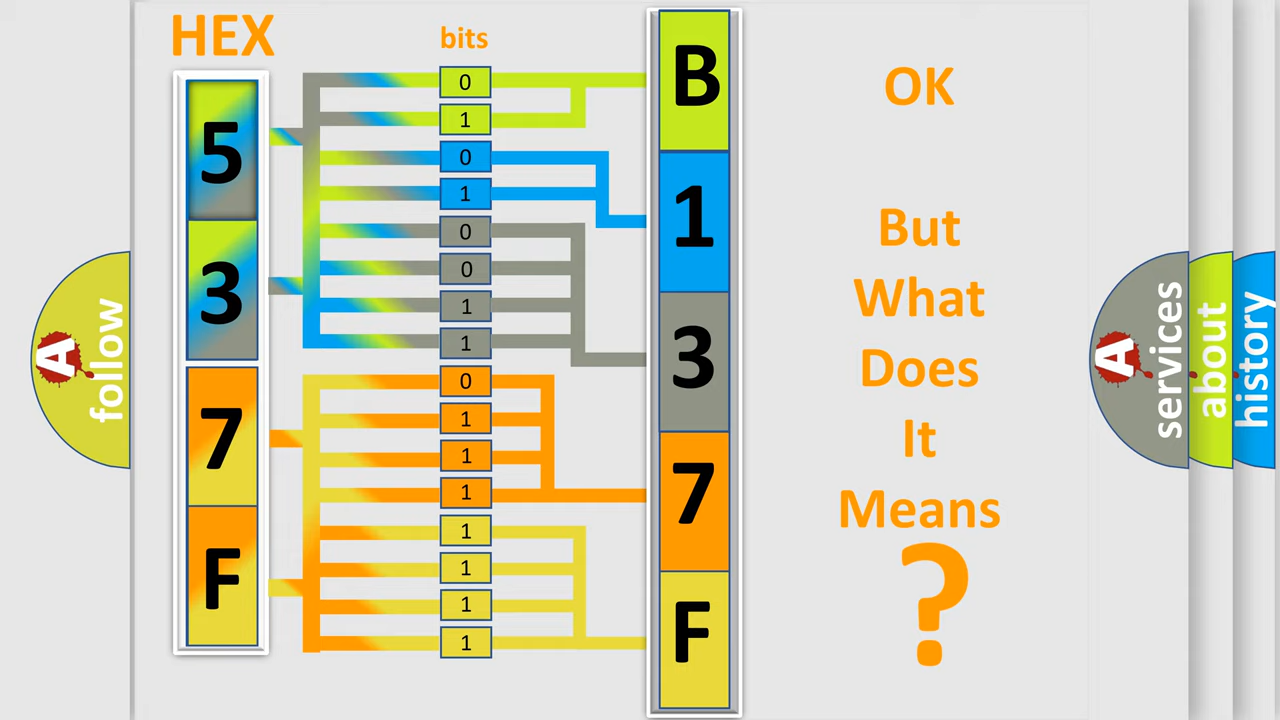 HEX
bits
5
3
7
F
0
1
0
1
0
0
1
1
0
1
1
1
1
1
1
1
B
1
3
7
F
OK
But
What
Does
It
Means
?
A
follow
A
services
about
history